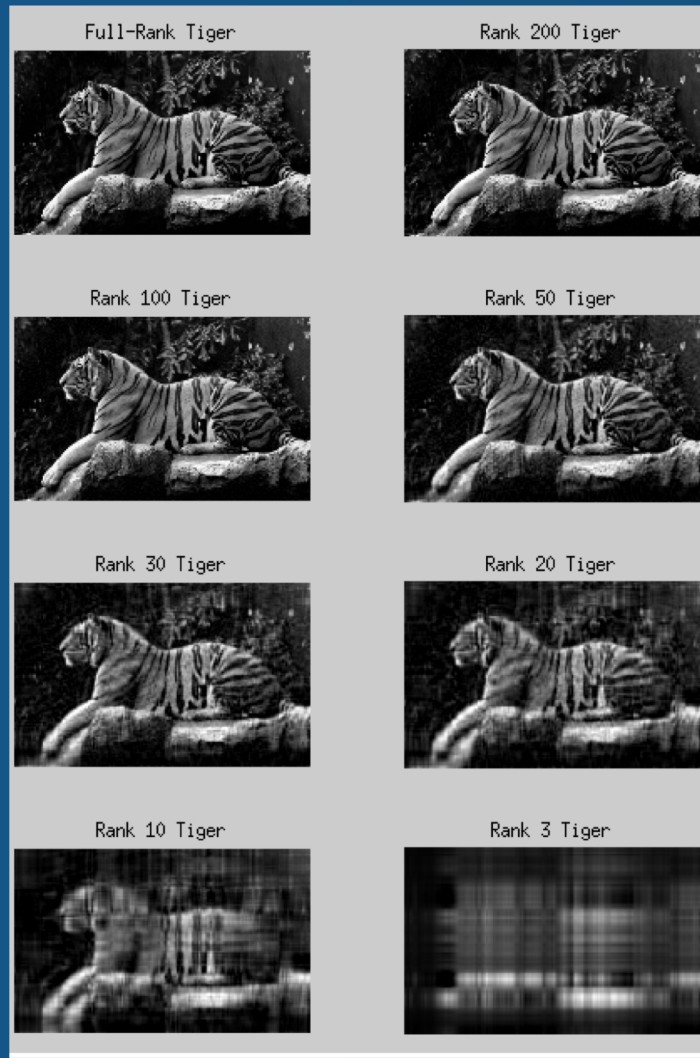 Full-Rank Tiger
Rank 200 Tiger
Rank 100 Tiger
Rank 50 Tiger
Rank 30 Tiger
Rank 20 Tiger
Rank 10 Tiger
Rank 3 Tiger